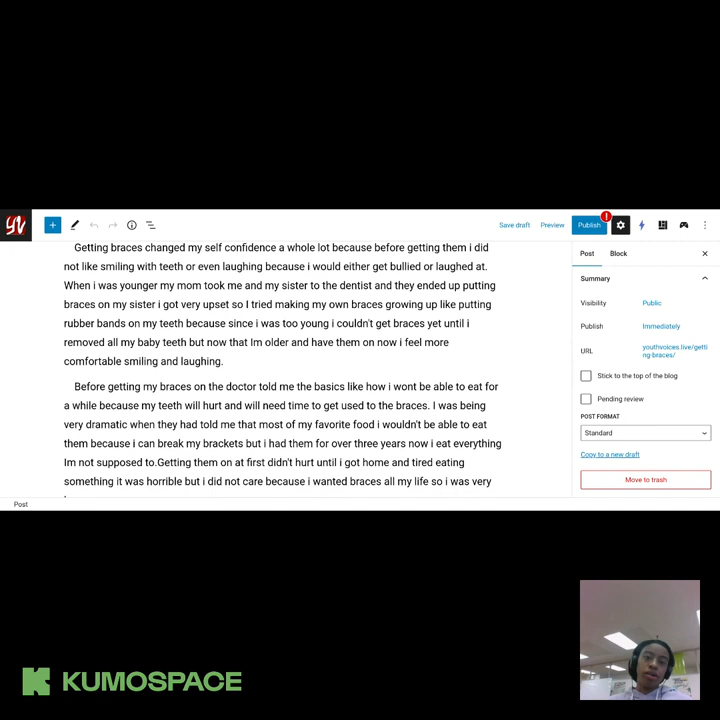 YV
Save draft
Preview
Publish
!
Getting braces changed my self confidence a whole lot because before getting them i did
not like smiling with teeth or even laughing because i would either get bullied or laughed at.
When i was younger my mom took me and my sister to the dentist and they ended up putting
braces on my sister i got very upset so I tried making my own braces growing up like putting
rubber bands on my teeth because since i was too young i couldn't get braces yet until i
removed all my baby teeth but now that Im older and have them on now i feel more
comfortable smiling and laughing.
Before getting my braces on the doctor told me the basics like how i wont be able to eat for
a while because my teeth will hurt and will need time to get used to the braces. I was being
very dramatic when they had told me that most of my favorite food i wouldn't be able to eat
them because i can break my brackets but i had them for over three years now i eat everything
Im not supposed to.Getting them on at first didn't hurt until i got home and tired eating
something it was horrible but i did not care because i wanted braces all my life so i was very
Post
Block
Summary
Visibility
Public
Publish
Immediately
URL
youthvoices.live/getti
ng-braces/
Stick to the top of the blog
Pending review
POST FORMAT
Standard
Copy to a new draft
Move to trash
Post
KUMOSPACE